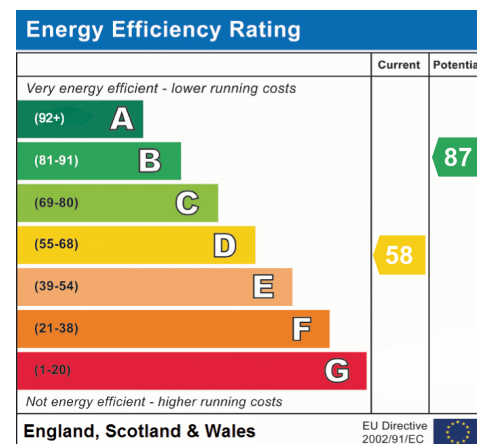 Energy Efficiency Rating
Current Potentia
Very energy efficient - lower running costs
(92+) A
(81-91) B
87
(69-80) C
(55-68) D
58
(39-54) E
(21-38) F
(1-20) G
Not energy efficient - higher running costs
England, Scotland & Wales
EU Directive
2002/91/EC